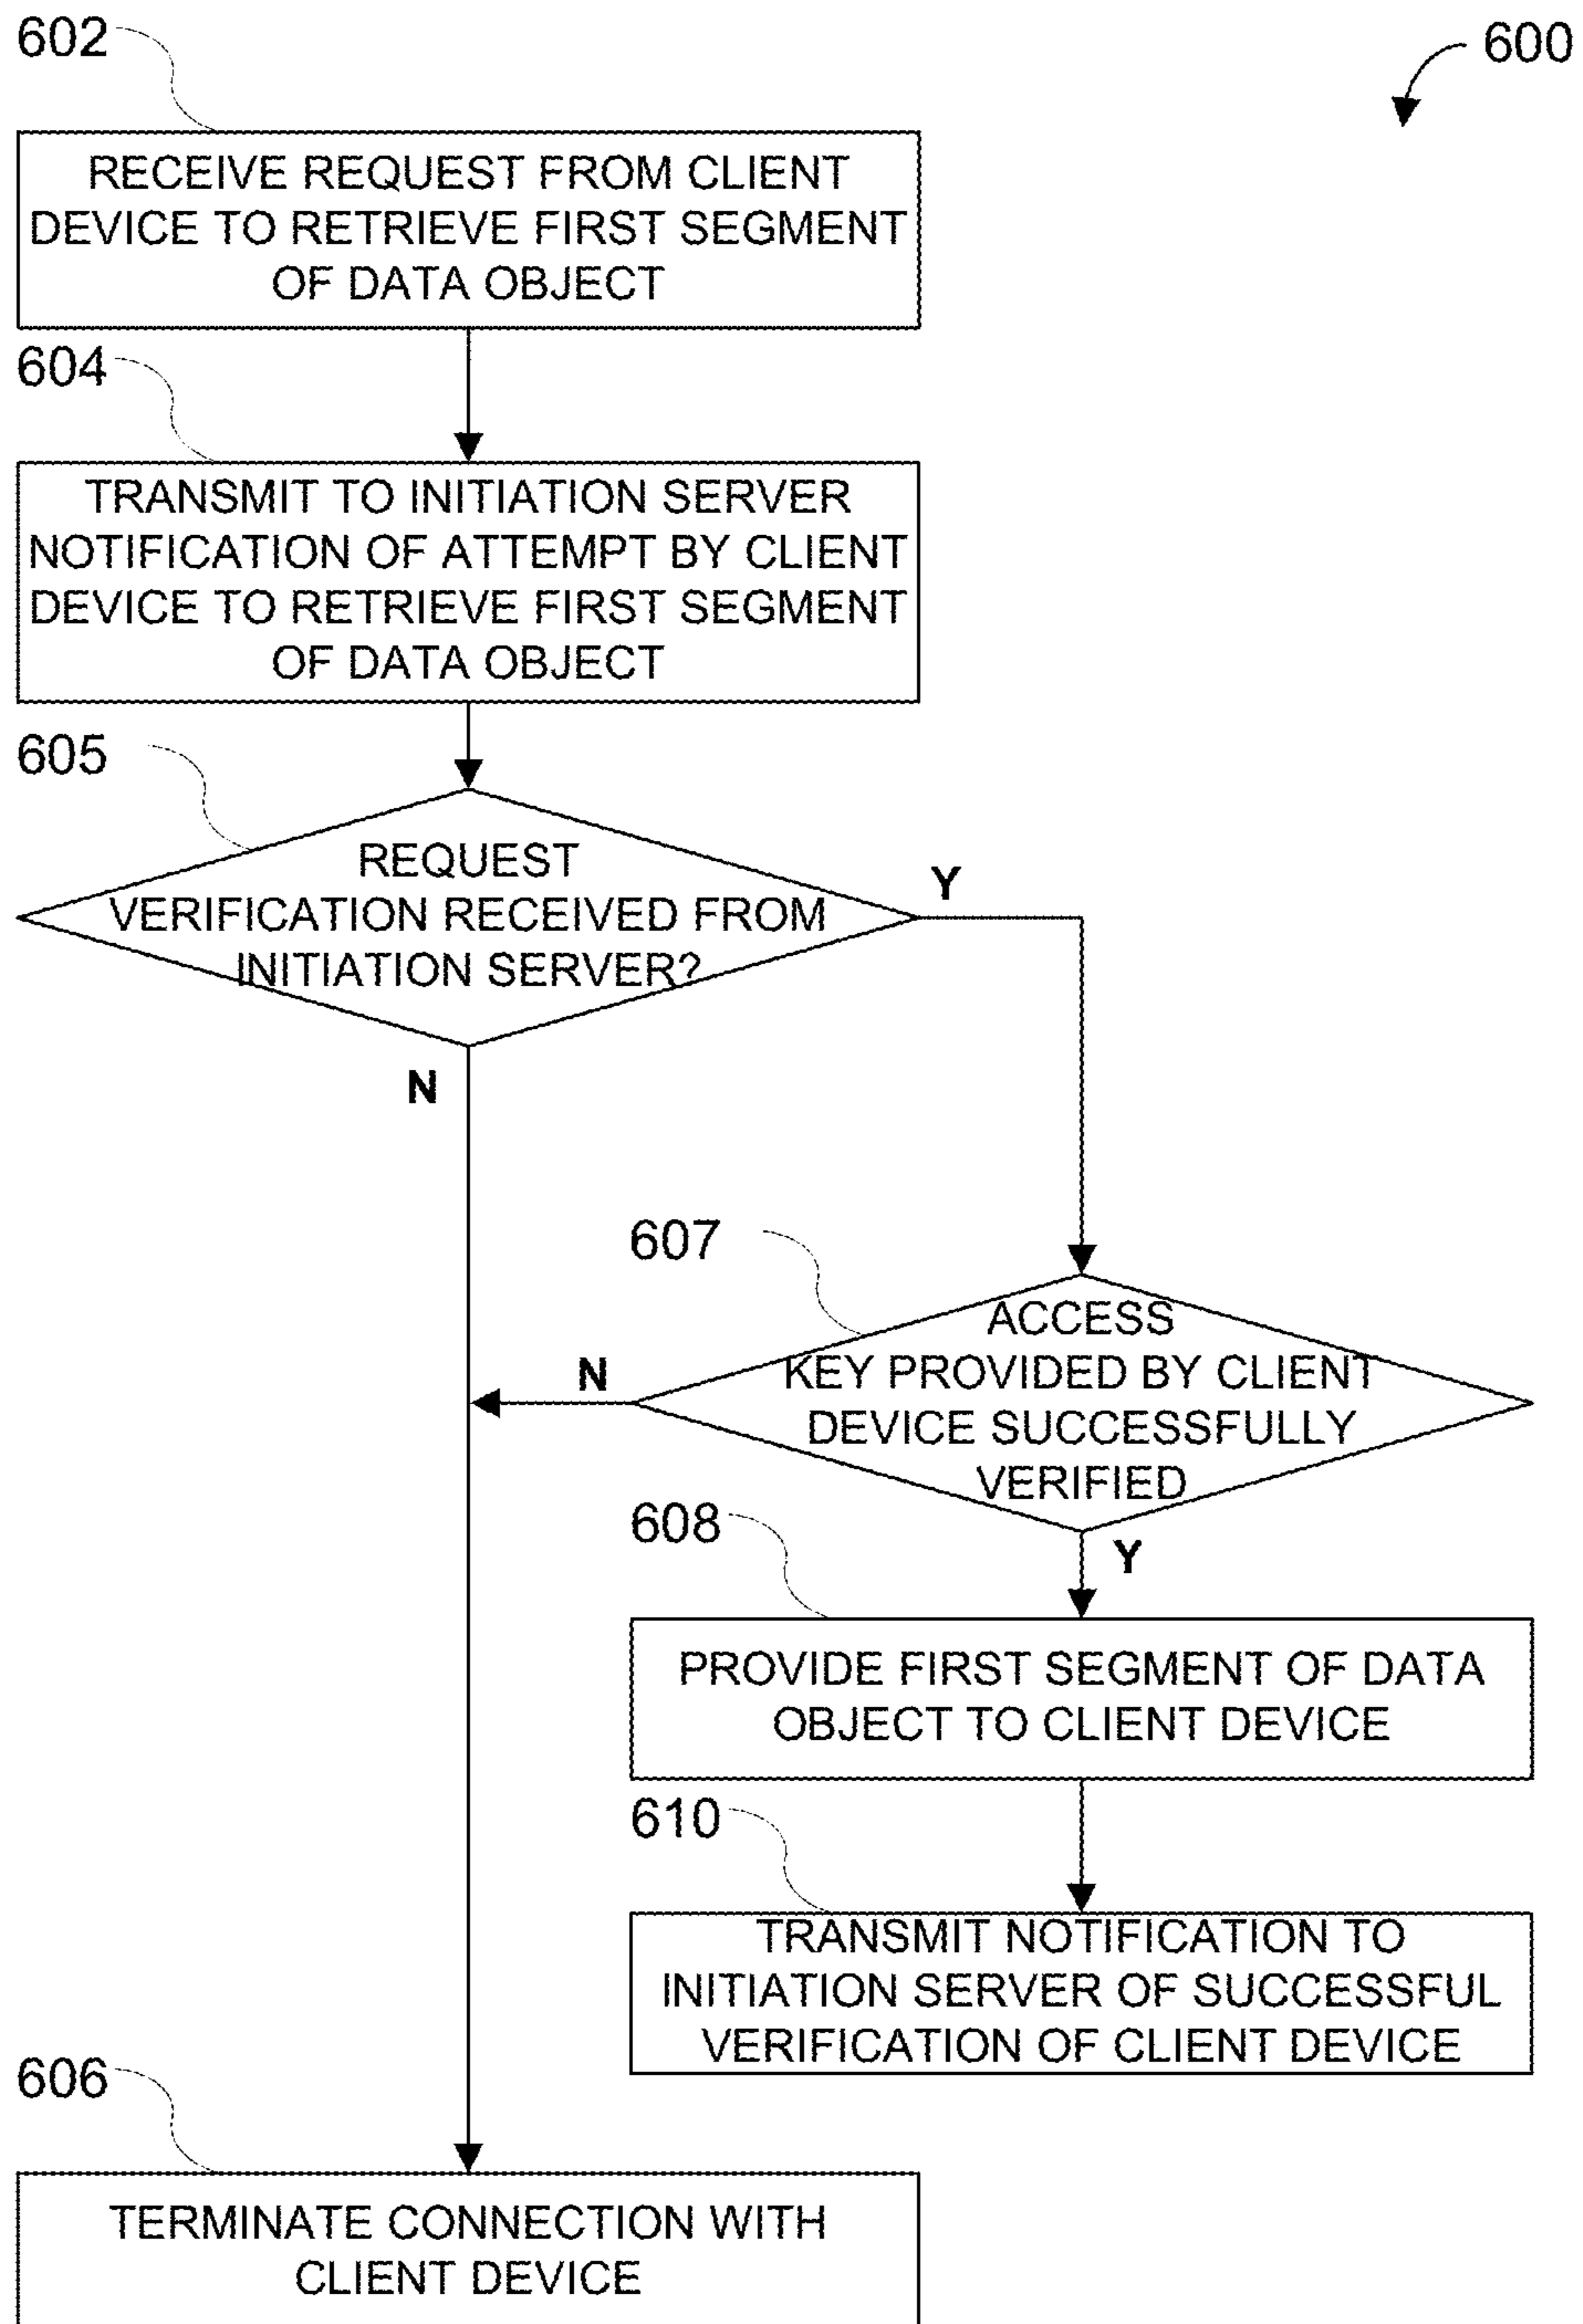 602
600
RECEIVE REQUEST FROM CLIENT
DEVICE TO RETRIEVE FIRST SEGMENT
OF DATA OBJECT
604
TRANSMIT TO INITIATION SERVER
NOTIFICATION OF ATTEMPT BY CLIENT
DEVICE TO RETRIEVE FIRST SEGMENT
OF DATA OBJECT
605
REQUEST
VERIFICATION RECEIVED FROM
INITIATION SERVER?
Y
N
607
ACCESS
KEY PROVIDED BY CLIENT
DEVICE SUCCESSFULLY
VERIFIED
N
Y
608
PROVIDE FIRST SEGMENT OF DATA
OBJECT TO CLIENT DEVICE
610
TRANSMIT NOTIFICATION TO
INITIATION SERVER OF SUCCESSFUL
VERIFICATION OF CLIENT DEVICE
606
TERMINATE CONNECTION WITH
CLIENT DEVICE